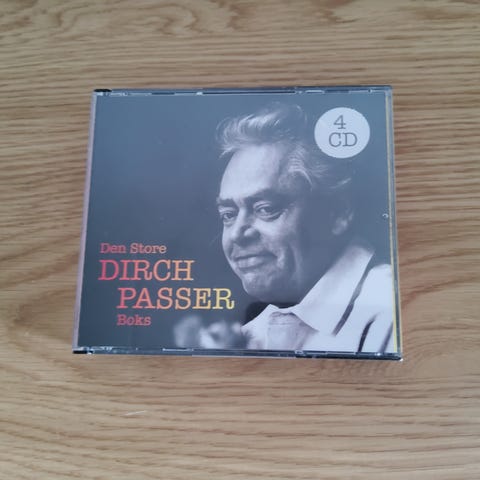 4
CD
Den Store
DIRCH
PASSER
Boks